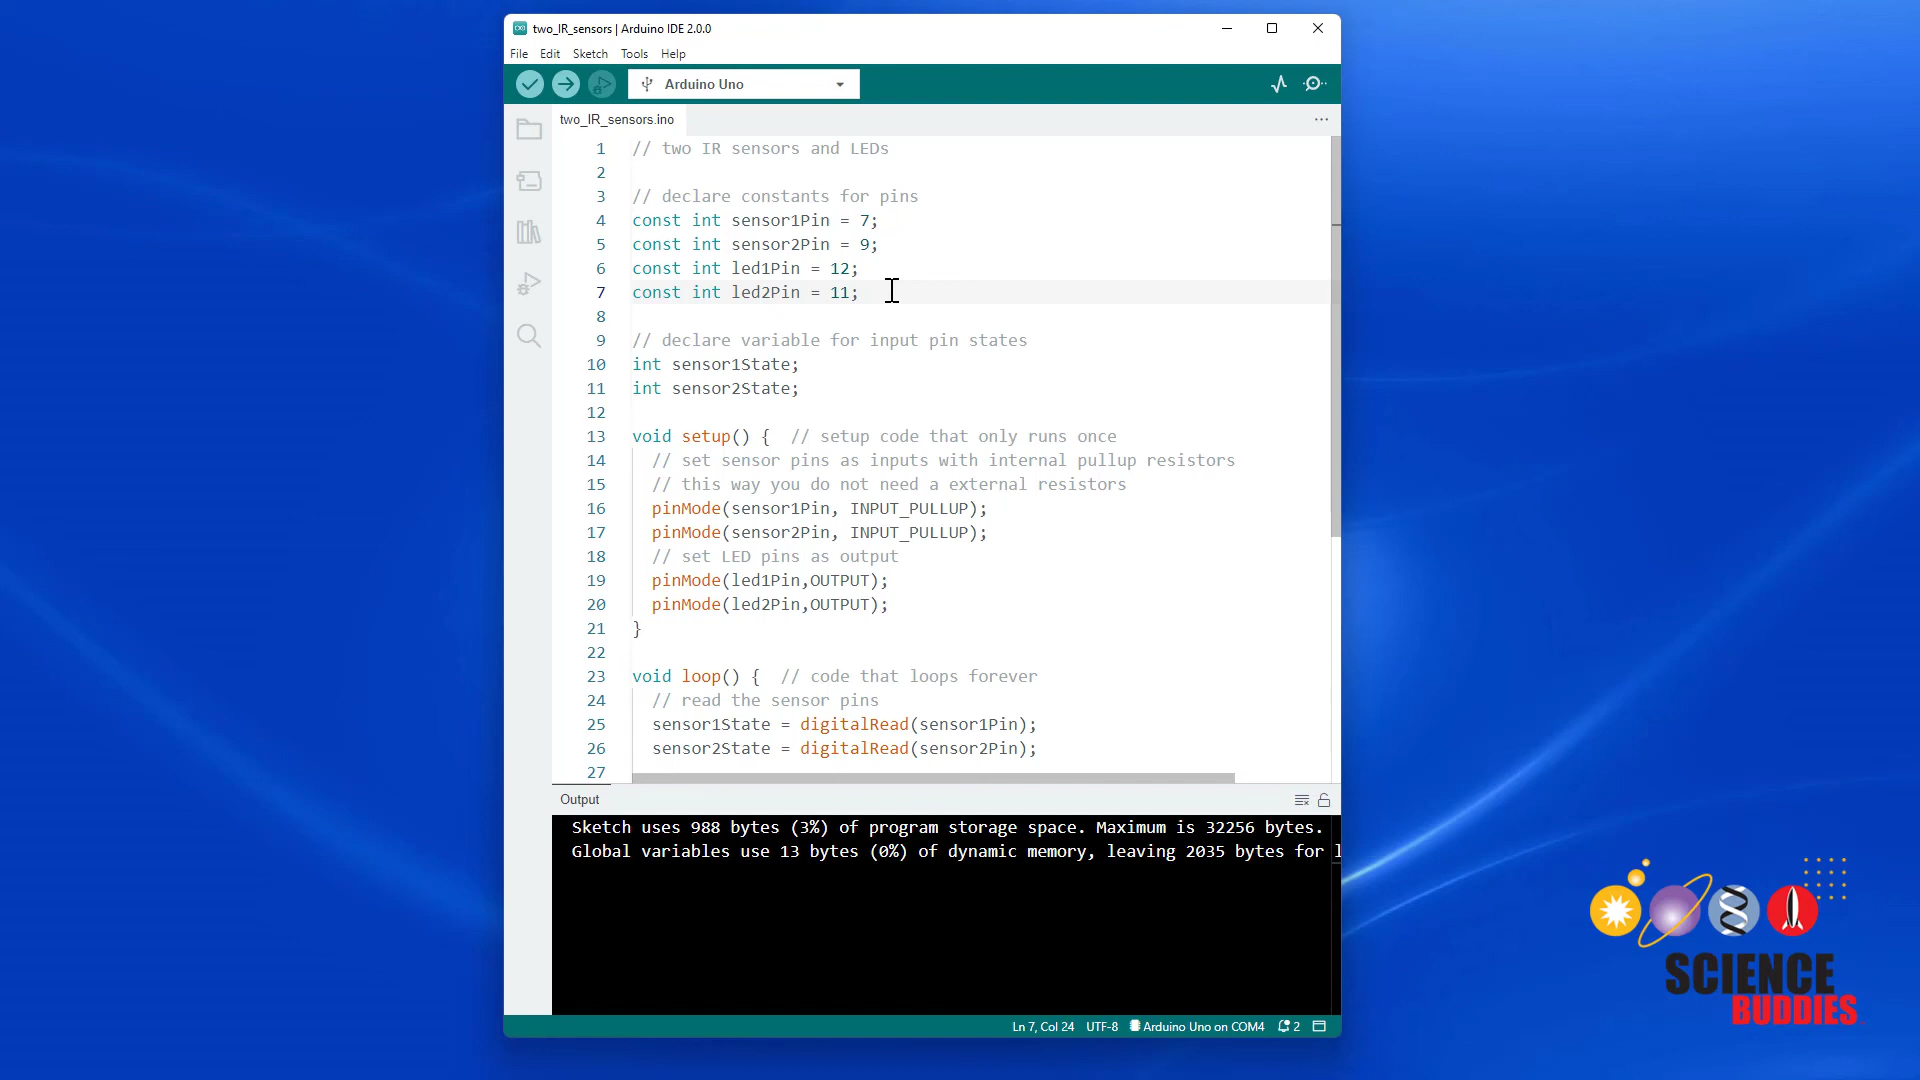 two_IR_sensors | Arduino IDE 2.0.0
File Edit Sketch Tools Help
Arduino Uno
two_IR_sensors.ino
1 // two IR sensors and LEDs
2
3 // declare constants for pins
4 const int sensor1Pin = 7;
5 const int sensor2Pin = 9;
6 const int led1Pin = 12;
7 const int led2Pin = 11;
8
9 // declare variable for input pin states
10 int sensor1State;
11 int sensor2State;
12
13 void setup() {  // setup code that only runs once
14   // set sensor pins as inputs with internal pullup resistors
15   // this way you do not need a external resistors
16   pinMode(sensor1Pin, INPUT_PULLUP);
17   pinMode(sensor2Pin, INPUT_PULLUP);
18   // set LED pins as output
19   pinMode(led1Pin,OUTPUT);
20   pinMode(led2Pin,OUTPUT);
21 }
22
23 void loop() {  // code that loops forever
24   // read the sensor pins
25   sensor1State = digitalRead(sensor1Pin);
26   sensor2State = digitalRead(sensor2Pin);
27
Output
Sketch uses 988 bytes (3%) of program storage space. Maximum is 32256 bytes.
Global variables use 13 bytes (0%) of dynamic memory, leaving 2035 bytes for l
Ln 7, Col 24 UTF-8 Arduino Uno on COM4 2
SCIENCE
BUDDIES